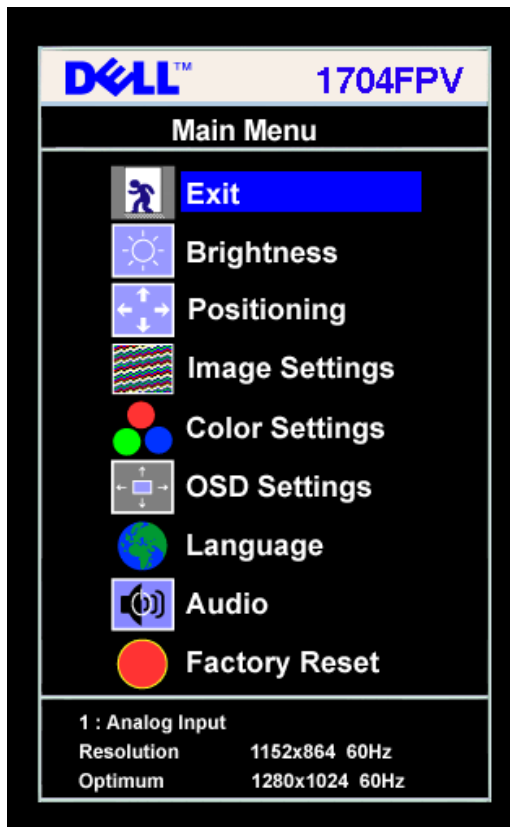 DELL™ 1704FPV
Main Menu
Exit
Brightness
Positioning
Image Settings
Color Settings
OSD Settings
Language
Audio
Factory Reset
1 : Analog Input
Resolution 1152x864 60Hz
Optimum 1280x1024 60Hz